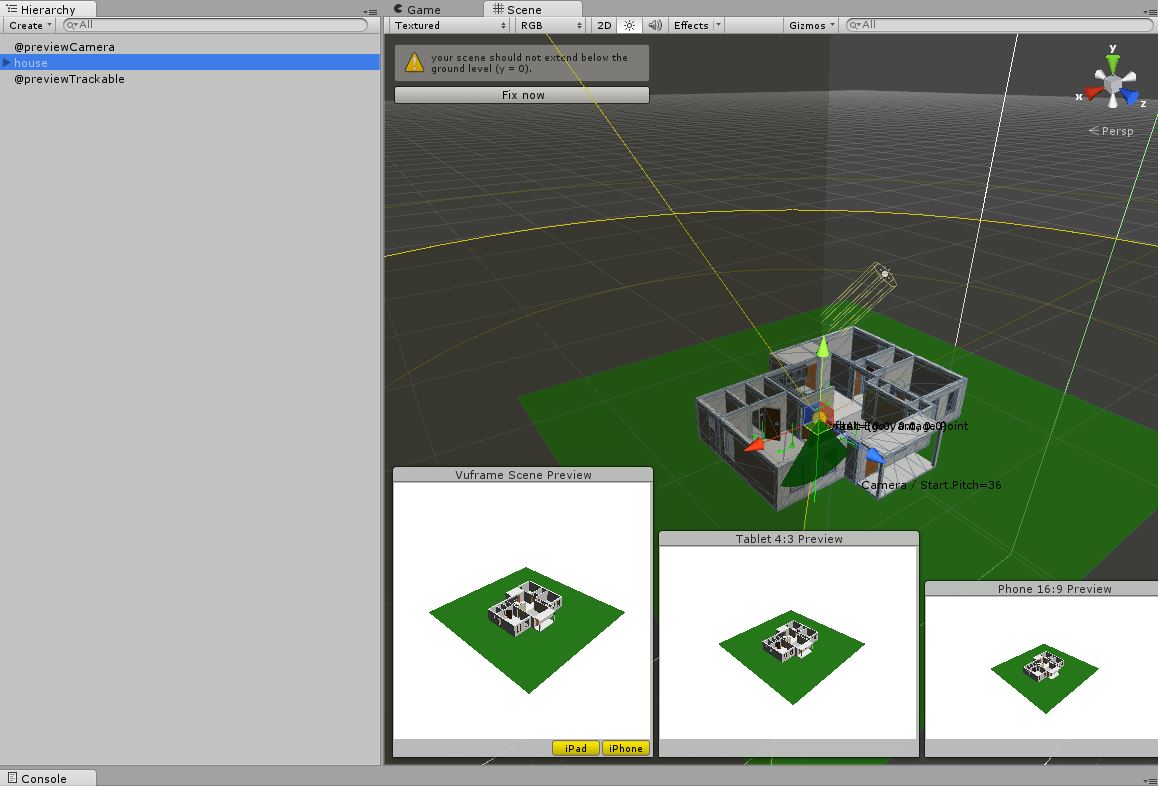 Hierarchy
Create
All
@previewCamera
house
@previewTrackable
Game
Scene
Textured
RGB
2D
Effects
Gizmos
All
your scene should not extend below the
ground level (y = 0).
Fix now
y
x
z
Persp
Point
Camera / Start.Pitch=36
Vuframe Scene Preview
iPad
iPhone
Tablet 4:3 Preview
Phone 16:9 Preview
Console